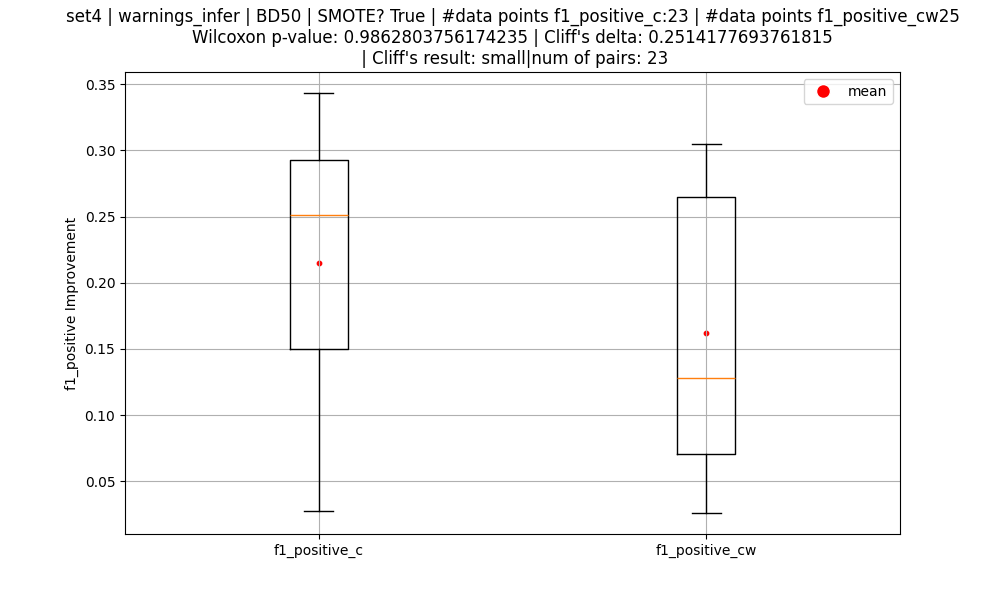 set4 | warnings_infer | BD50 | SMOTE? True | #data points f1_positive_c:23 | #data points f1_positive_cw25
Wilcoxon p-value: 0.9862803756174235 | Cliff's delta: 0.2514177693761815
| Cliff's result: small|num of pairs: 23
mean
0.35
0.30
0.25
0.20
0.15
0.10
0.05
f1_positive Improvement
f1_positive_c
f1_positive_cw